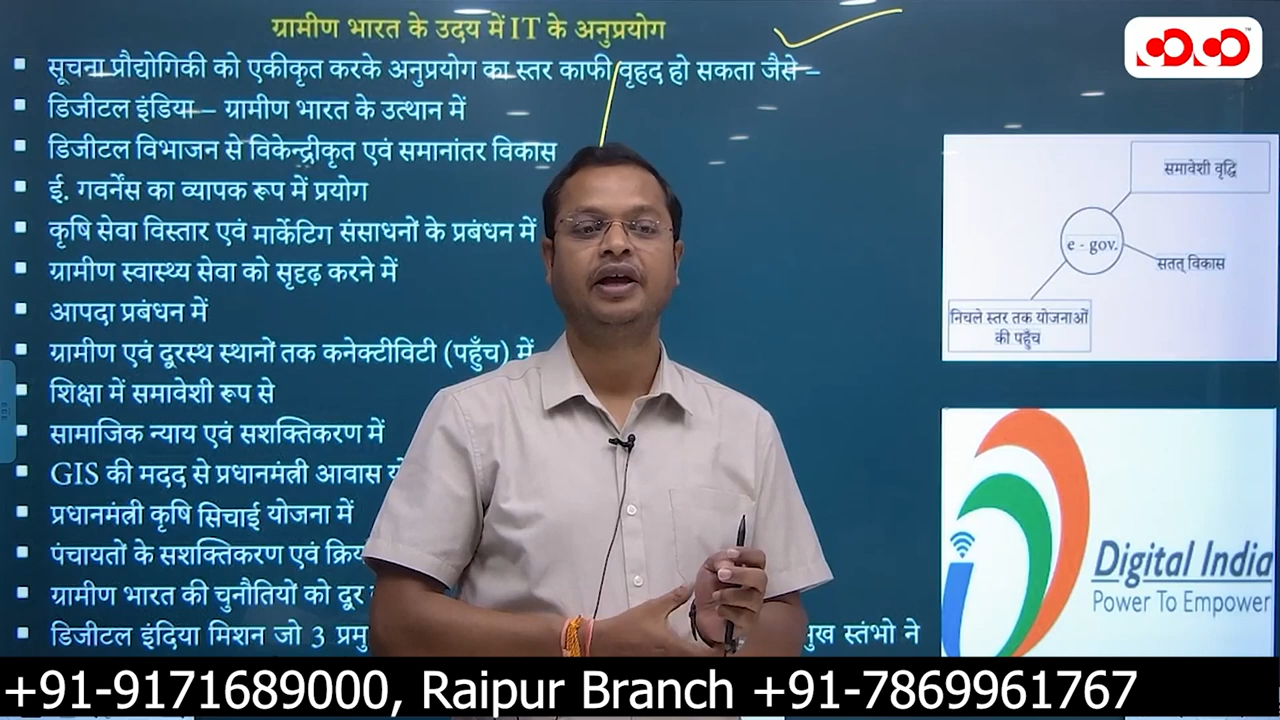 ग्रामीण भारत के उदय में IT के अनुप्रयोग
सूचना प्रौद्योगिकी को एकीकृत करके अनुप्रयोग का स्तर काफी वृहद हो सकता जैसे –
डिजीटल इंडिया – ग्रामीण भारत के उत्थान में
डिजीटल विभाजन से विकेन्द्रीकृत एवं समानांतर विकास
ई. गवर्नेंस का व्यापक रूप में प्रयोग
कृषि सेवा विस्तार एवं मार्केटिग संसाधनों के प्रबंधन में
ग्रामीण स्वास्थ्य सेवा को सृदृढ़ करने में
आपदा प्रबंधन में
ग्रामीण एवं दूरस्थ स्थानों तक कनेक्टीविटी (पहुँच) में
शिक्षा में समावेशी रूप से
सामाजिक न्याय एवं सशक्तिकरण में
GIS की मदद से प्रधानमंत्री आवास
प्रधानमंत्री कृषि सिचाई योजना में
पंचायतों के सशक्तिकरण एवं
ग्रामीण भारत की चुनौतियों को दूर
डिजीटल इंदिया मिशन जो 3 स्तंभो ने
समावेशी वृद्धि
e - gov.
सतत् विकास
निचले स्तर तक योजनाओं
की पहुँच
Digital India
Power To Empower
+91-9171689000, Raipur Branch +91-7869961767